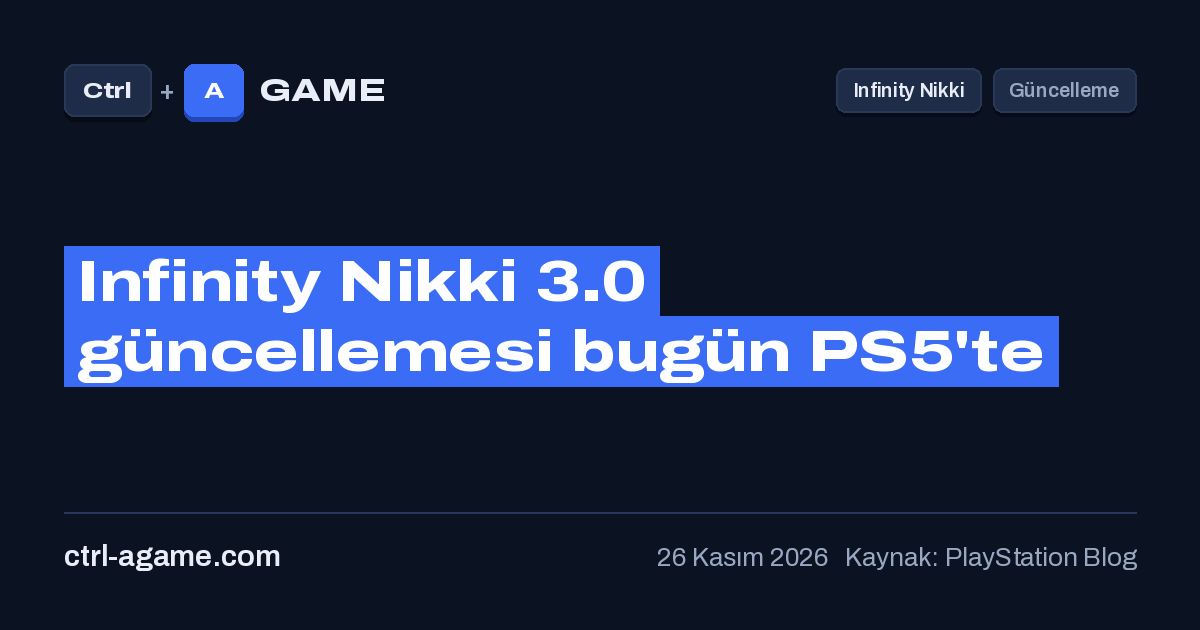 Ctrl + A GAME
Infinity Nikki Güncelleme
Infinity Nikki 3.0
güncellemesi bugün PS5'te
ctrl-agame.com
26 Kasım 2026 Kaynak: PlayStation Blog